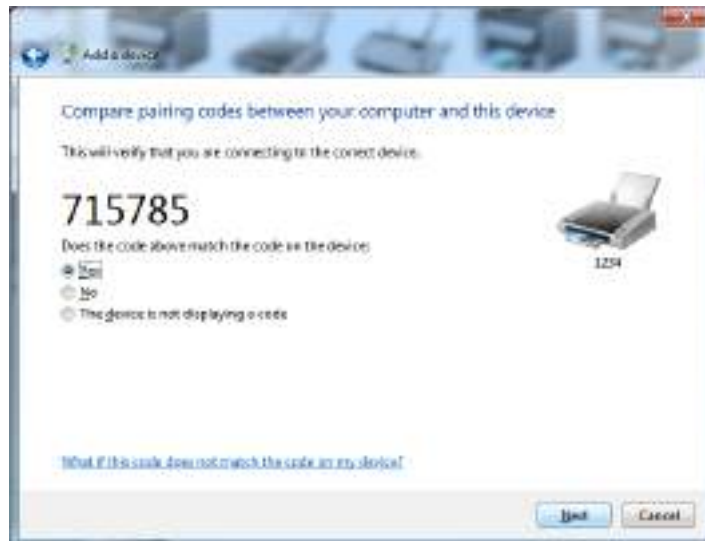 Add a device
Compare pairing codes between your computer and this device
This will verify that you are connecting to the correct device.
715785
Does the code above match the code on the device:
1234
Yes
No
The device is not displaying a code
What if this code does not match the code on my device?
Next
Cancel